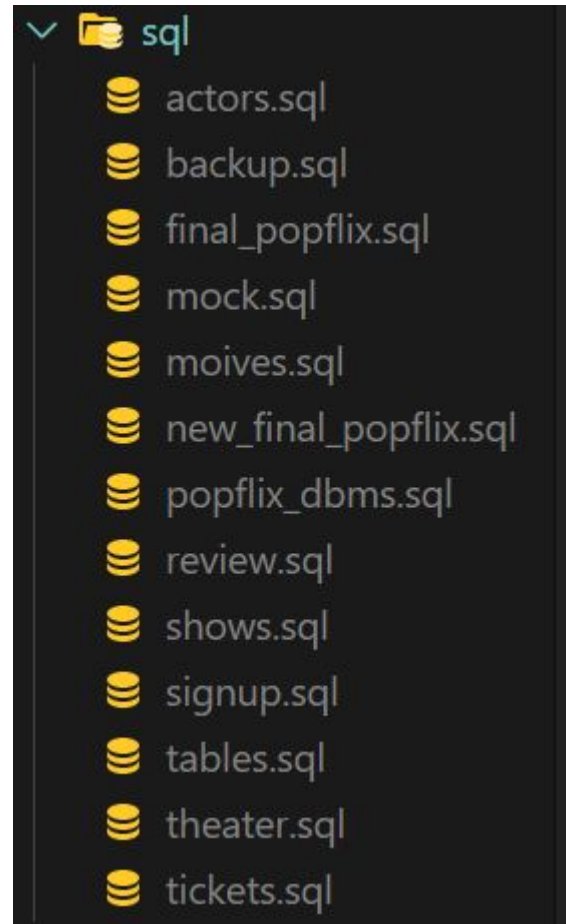 sql
actors.sql
backup.sql
final_popflix.sql
mock.sql
moives.sql
new_final_popflix.sql
popflix_dbms.sql
review.sql
shows.sql
signup.sql
tables.sql
theater.sql
tickets.sql